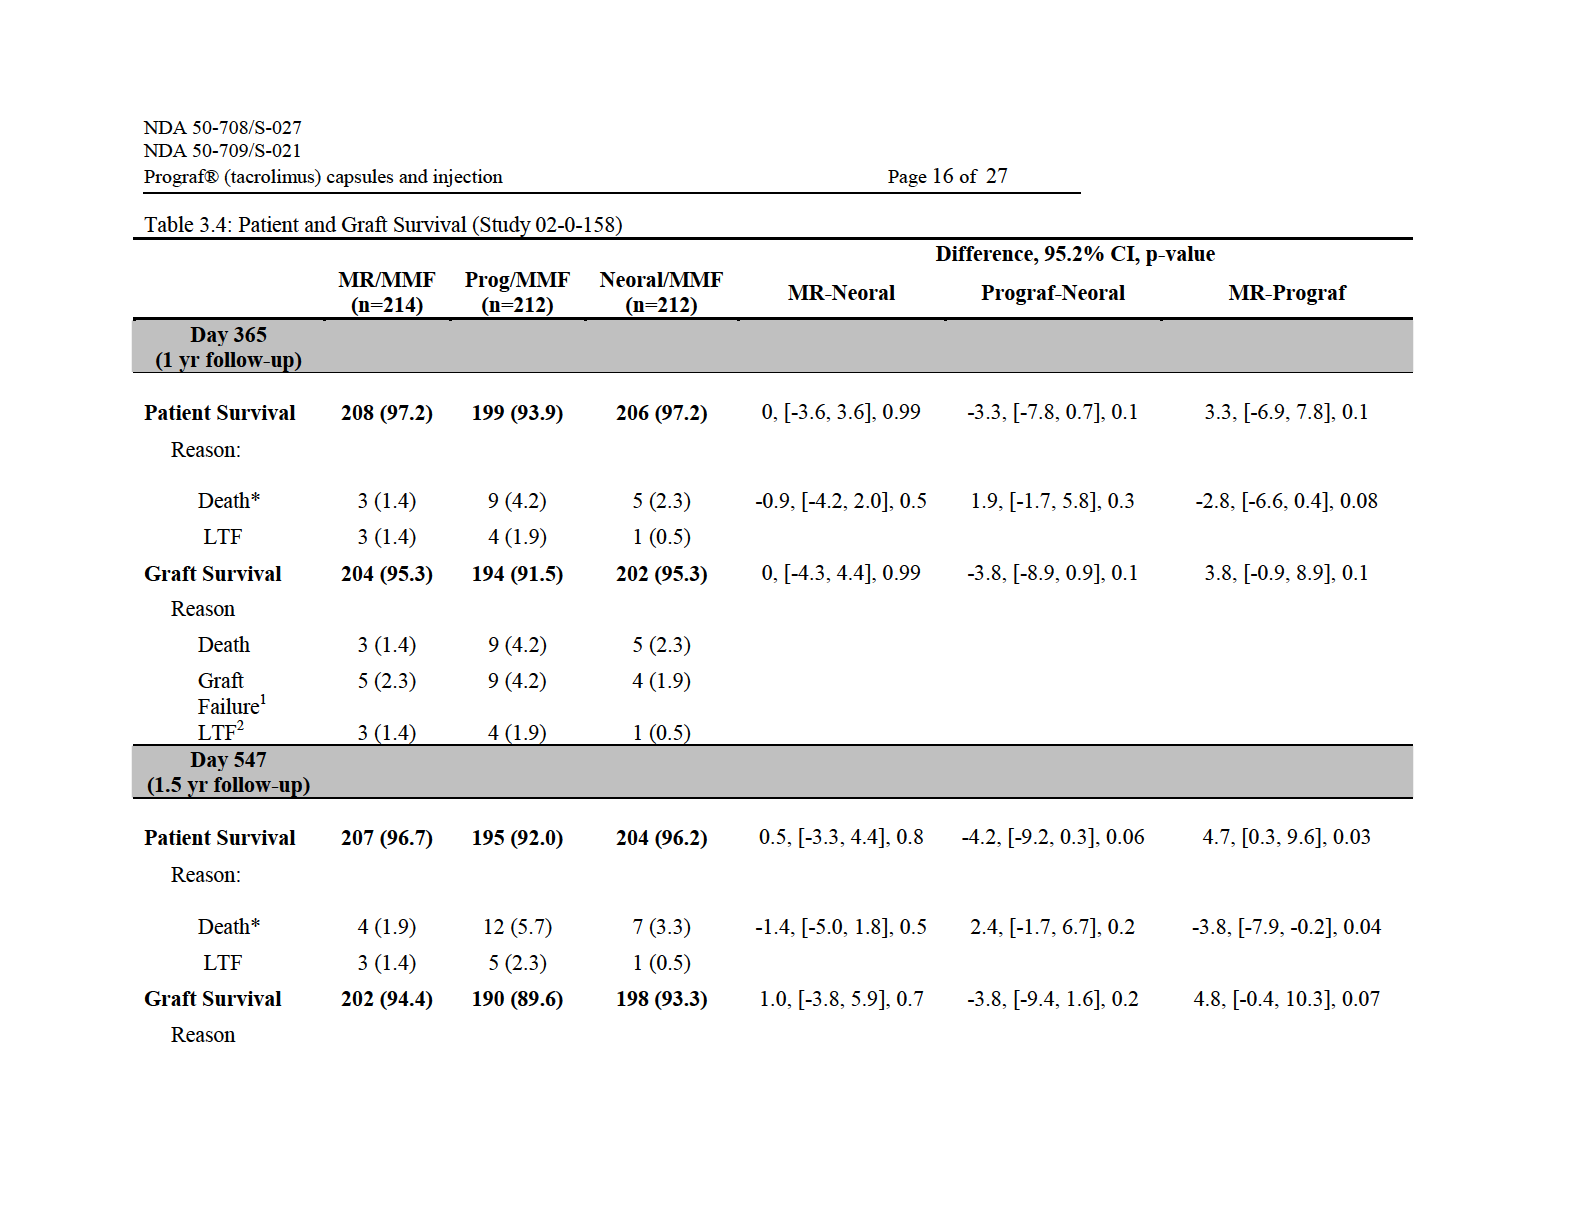 NDA 50-708/S-027
NDA 50-709/S-021
Prograf® (tacrolimus) capsules and injection Page 16 of 27
Table 3.4: Patient and Graft Survival (Study 02-0-158)
Difference, 95.2% CI, p-value
MR/MMF Prog/MMF Neoral/MMF
(n=214) (n=212) (n=212) MR-Neoral Prograf-Neoral MR-Prograf
Day 365
(1 yr follow-up)
Patient Survival 208 (97.2) 199 (93.9) 206 (97.2) 0, [-3.6, 3.6], 0.99 -3.3, [-7.8, 0.7], 0.1 3.3, [-6.9, 7.8], 0.1
Reason:
Death* 3 (1.4) 9 (4.2) 5 (2.3) -0.9, [-4.2, 2.0], 0.5 1.9, [-1.7, 5.8], 0.3 -2.8, [-6.6, 0.4], 0.08
LTF 3 (1.4) 4 (1.9) 1 (0.5)
Graft Survival 204 (95.3) 194 (91.5) 202 (95.3) 0, [-4.3, 4.4], 0.99 -3.8, [-8.9, 0.9], 0.1 3.8, [-0.9, 8.9], 0.1
Reason
Death 3 (1.4) 9 (4.2) 5 (2.3)
Graft 5 (2.3) 9 (4.2) 4 (1.9)
Failure1
LTF2 3 (1.4) 4 (1.9) 1 (0.5)
Day 547
(1.5 yr follow-up)
Patient Survival 207 (96.7) 195 (92.0) 204 (96.2) 0.5, [-3.3, 4.4], 0.8 -4.2, [-9.2, 0.3], 0.06 4.7, [0.3, 9.6], 0.03
Reason:
Death* 4 (1.9) 12 (5.7) 7 (3.3) -1.4, [-5.0, 1.8], 0.5 2.4, [-1.7, 6.7], 0.2 -3.8, [-7.9, -0.2], 0.04
LTF 3 (1.4) 5 (2.3) 1 (0.5)
Graft Survival 202 (94.4) 190 (89.6) 198 (93.3) 1.0, [-3.8, 5.9], 0.7 -3.8, [-9.4, 1.6], 0.2 4.8, [-0.4, 10.3], 0.07
Reason